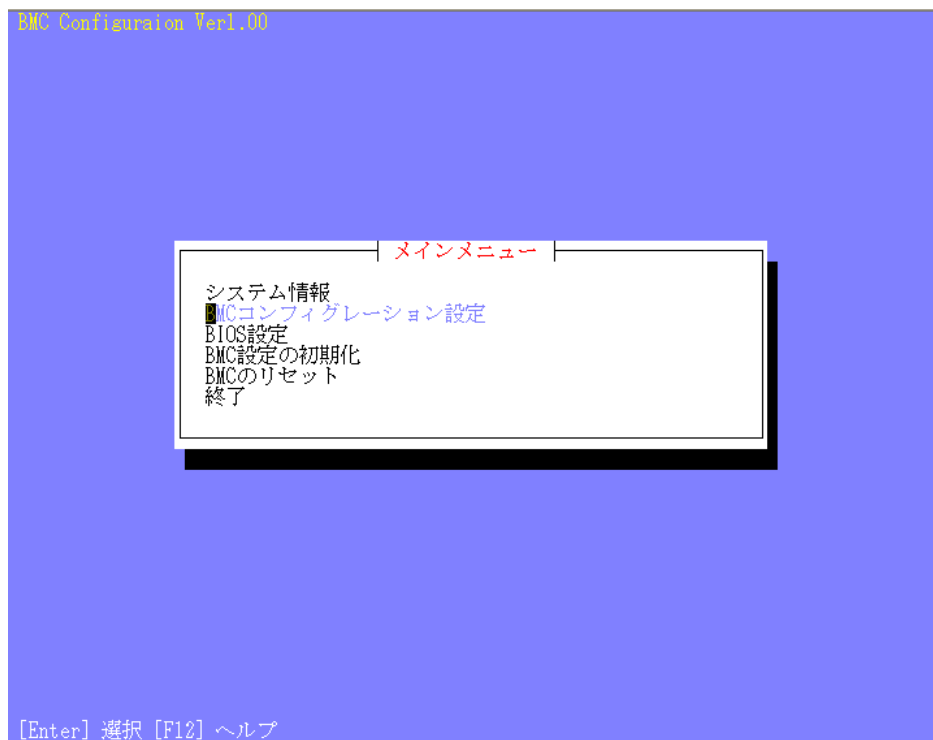 BMC Configuraion Ver1.00
メインメニュー
システム情報
BMCコンフィグレーション設定
BIOS設定
BMC設定の初期化
BMCのリセット
終了
[Enter] 選択 [F12] ヘルプ